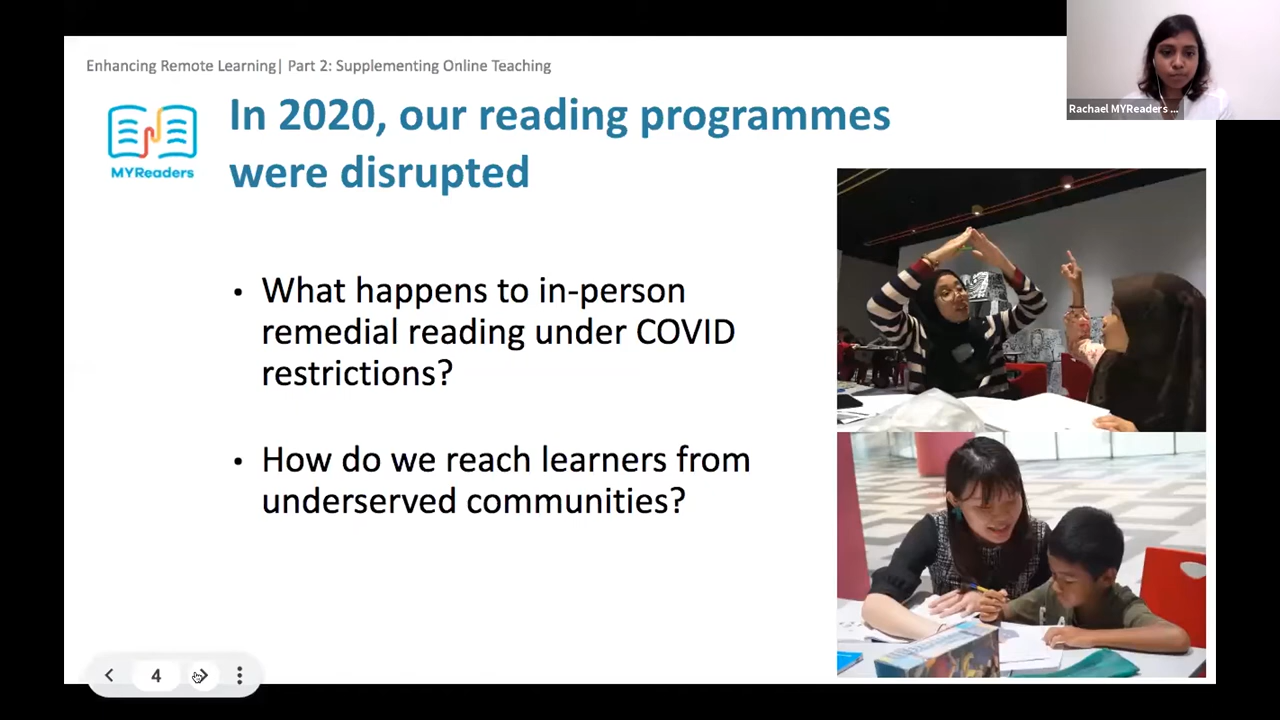 Enhancing Remote Learning| Part 2: Supplementing Online Teaching
Rachael MYReaders ...
MYReaders
In 2020, our reading programmes
were disrupted
• What happens to in-person
remedial reading under COVID
restrictions?
• How do we reach learners from
underserved communities?
4